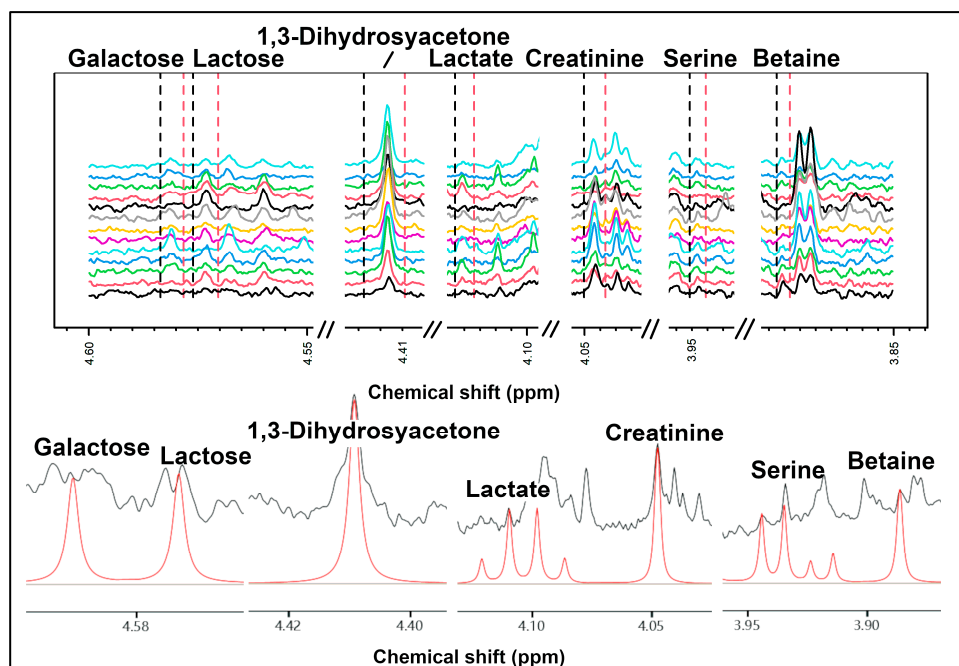 1,3-Dihydrosyacetone
Galactose Lactose Lactate Creatinine Serine Betaine
4.60 4.55 4.41 4.10 4.05 3.95 3.85
Chemical shift (ppm)
Galactose Lactose 1,3-Dihydrosyacetone Lactate Creatinine Serine Betaine
4.58 4.42 4.40 4.10 4.05 3.95 3.90
Chemical shift (ppm)